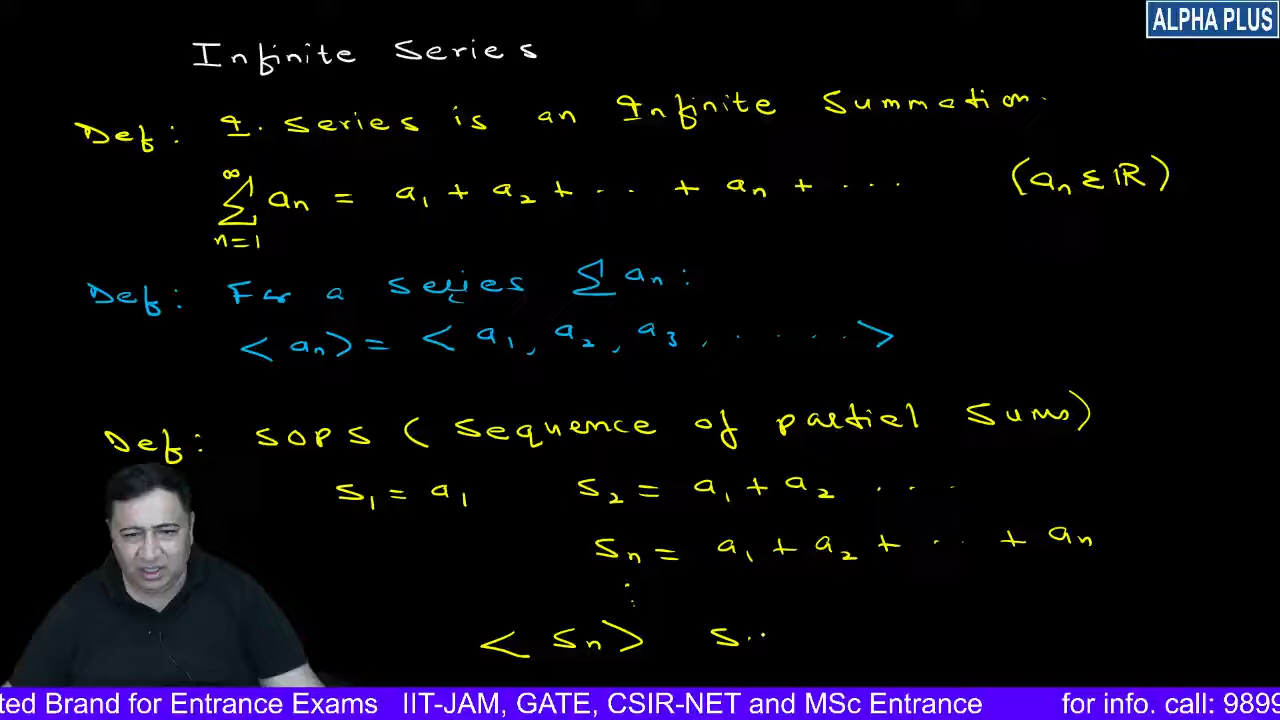 ALPHA PLUS
Infinite Series
Def: I. series is an Infinite Summation.
∞
∑ an = a1 + a2 + .. + an + ... (an ∈ ℝ)
n=1
Def: For a series ∑ an:
< an > = < a1, a2, a3, ...... >
Def: SOPS (sequence of partial sums)
S1 = a1 S2 = a1 + a2 ...
Sn = a1 + a2 + .. + an
:
< Sn > S..
ted Brand for Entrance Exams IIT-JAM, GATE, CSIR-NET and MSc Entrance for info. call: 9899